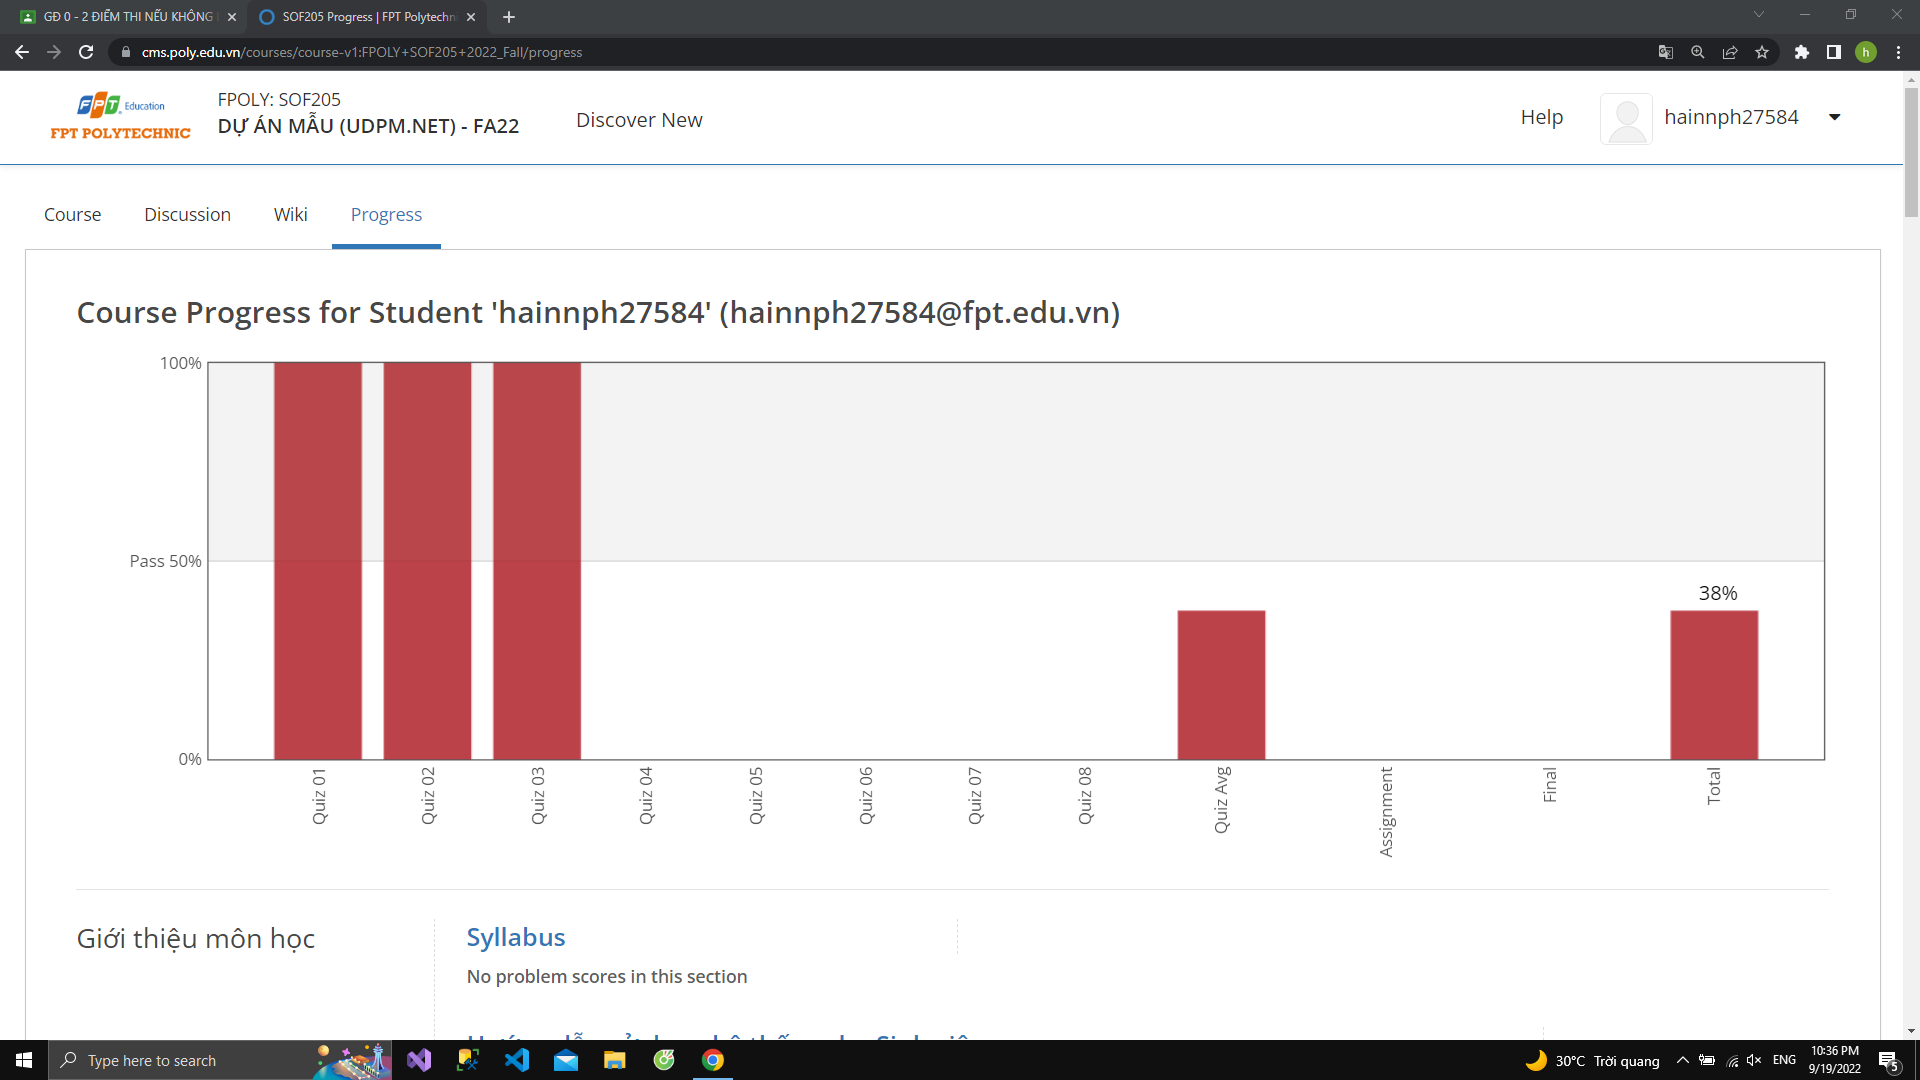 GĐ 0 - 2 ĐIỂM THI NẾU KHÔNG
SOF205 Progress | FPT Polytechn
cms.poly.edu.vn/courses/course-v1:FPOLY+SOF205+2022_Fall/progress
h
FPT Education
FPT POLYTECHNIC
FPOLY: SOF205
DỰ ÁN MẪU (UDPM.NET) - FA22
Discover New
Help
hainnph27584
Course
Discussion
Wiki
Progress
Course Progress for Student 'hainnph27584' (hainnph27584@fpt.edu.vn)
100%
Pass 50%
0%
38%
Quiz 01
Quiz 02
Quiz 03
Quiz 04
Quiz 05
Quiz 06
Quiz 07
Quiz 08
Quiz Avg
Assignment
Final
Total
Giới thiệu môn học
Syllabus
No problem scores in this section
Type here to search
30°C Trời quang
ENG
10:36 PM
9/19/2022
5